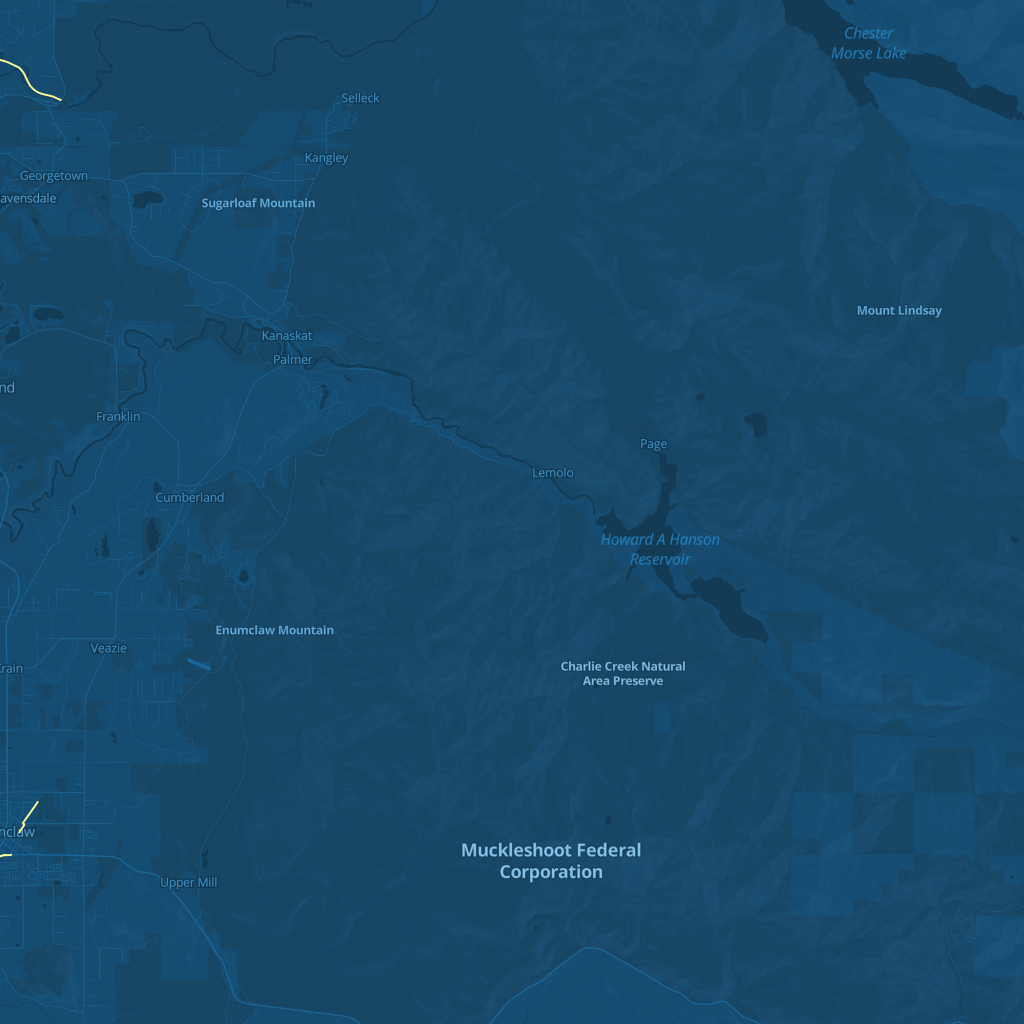 Chester
Morse Lake
Selleck
Kangley
Georgetown
avensdale
Sugarloaf Mountain
Mount Lindsay
Kanaskat
Palmer
nd
Franklin
Page
Lemolo
Cumberland
Howard A Hanson
Reservoir
Enumclaw Mountain
Veazie
Charlie Creek Natural
Area Preserve
Krain
nclaw
Muckleshoot Federal
Corporation
Upper Mill